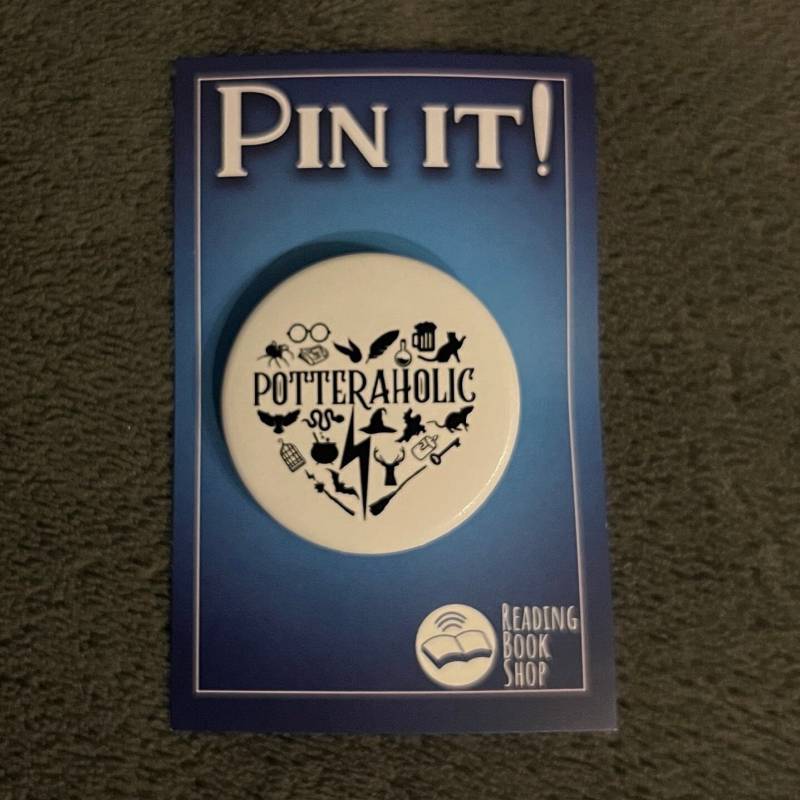 PIN IT!
POTTERAHOLIC
READING
BOOK
SHOP